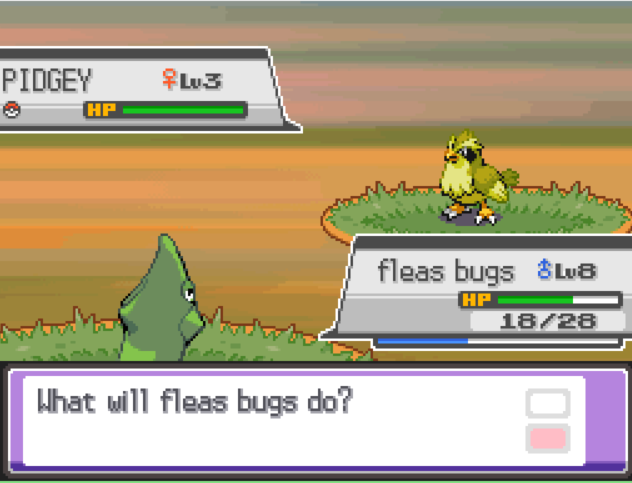 PIDGEY ♀Lv3
HP
fleas bugs ♂Lv8
HP
18/28
What will fleas bugs do?